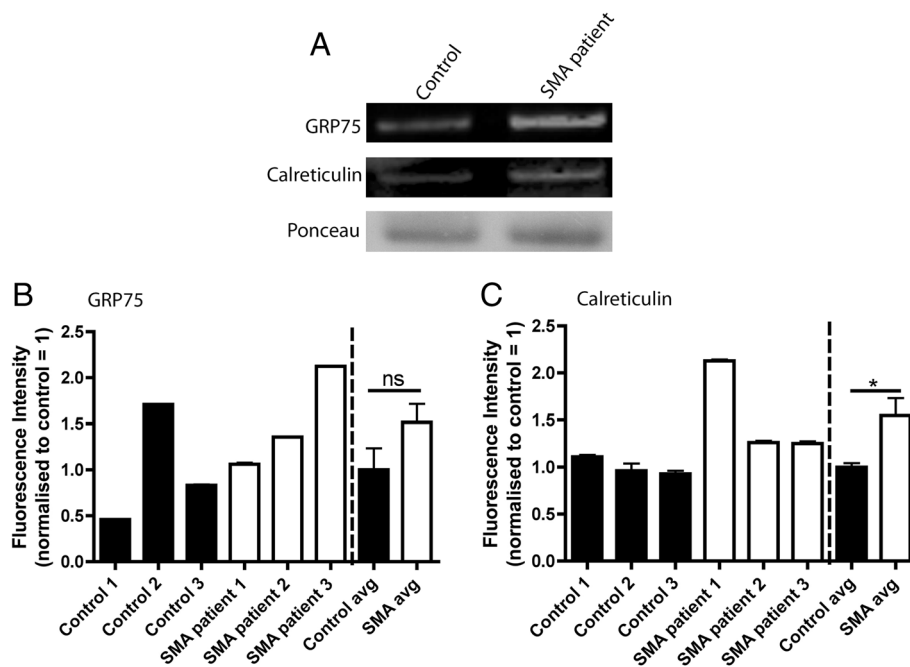 A
Control
SMA patient
GRP75
Calreticulin
Ponceau
B
GRP75
Fluorescence Intensity
(normalised to control = 1)
2.5
2.0
1.5
1.0
0.5
0.0
ns
Control 1
Control 2
Control 3
SMA patient 1
SMA patient 2
SMA patient 3
Control avg
SMA avg
C
Calreticulin
Fluorescence Intensity
(normalised to control = 1)
2.5
2.0
1.5
1.0
0.5
0.0
*
Control 1
Control 2
Control 3
SMA patient 1
SMA patient 2
SMA patient 3
Control avg
SMA avg